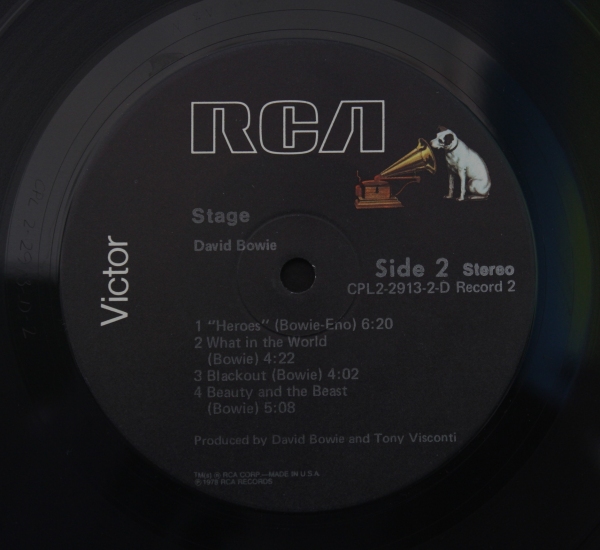 RCA
Stage
David Bowie
Side 2 Stereo
CPL2-2913-2-D Record 2
Victor
1 "Heroes" (Bowie-Eno) 6:20
2 What in the World
(Bowie) 4:22
3 Blackout (Bowie) 4:02
4 Beauty and the Beast
(Bowie) 5:08
Produced by David Bowie and Tony Visconti
TM(s) ® RCA CORP—MADE IN U.S.A.
℗ 1978 RCA RECORDS